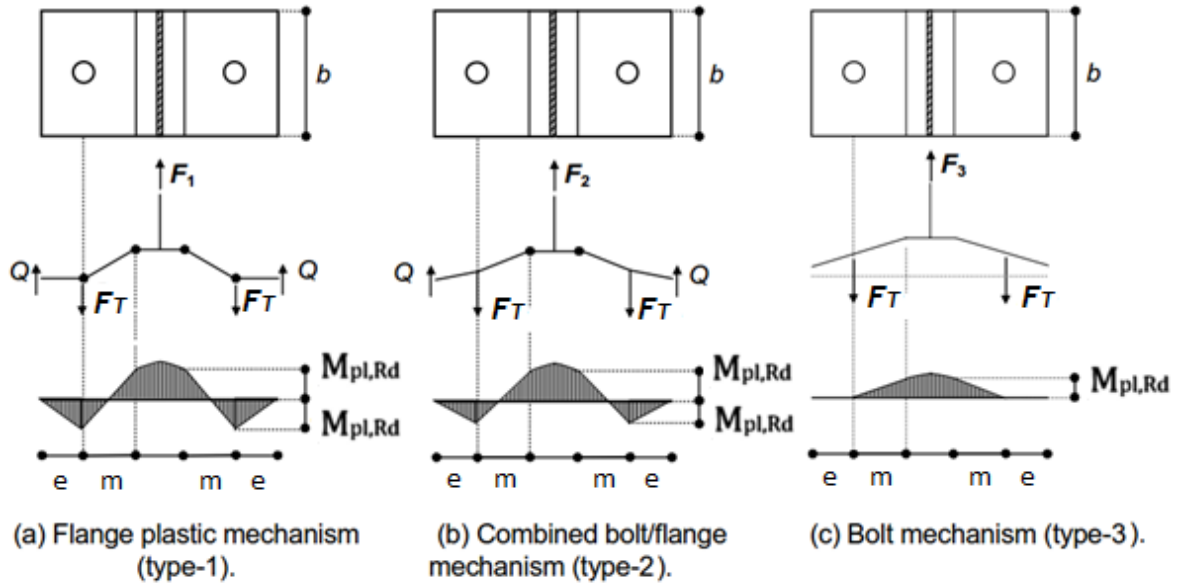 b
b
b
F₁
F₂
F₃
Q
Q
Q
FT
FT
FT
FT
FT
FT
Mpl,Rd
Mpl,Rd
Mpl,Rd
Mpl,Rd
Mpl,Rd
e m m e
e m m e
e m m e
(a) Flange plastic mechanism
(type-1).
(b) Combined bolt/flange
mechanism (type-2).
(c) Bolt mechanism (type-3).